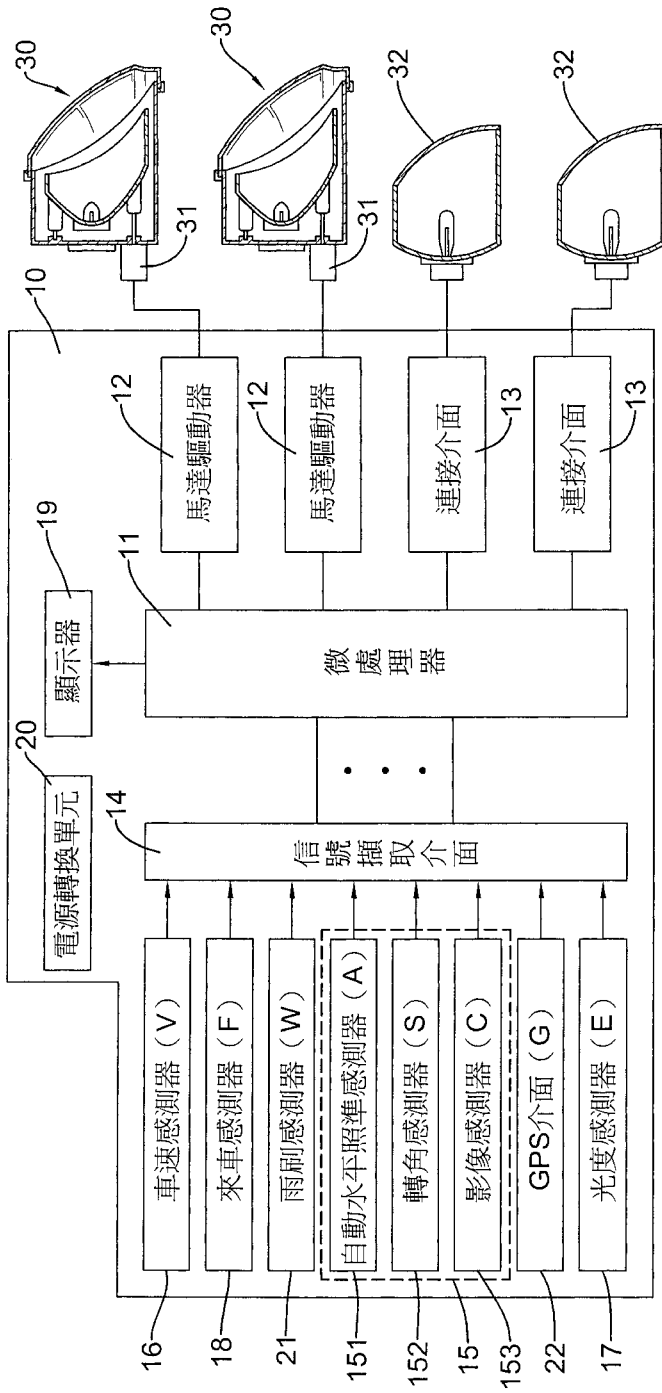 10
電源轉換單元
20
顯示器
19
車速感測器（V）
16
來車感測器（F）
18
雨刷感測器（W）
21
自動水平照準感測器（A）
151
轉角感測器（S）
152
影像感測器（C）
153
15
GPS介面（G）
22
光度感測器（E）
17
信號擷取介面
14
微處理器
11
馬達驅動器
12
馬達驅動器
12
連接介面
13
連接介面
13
30
31
30
31
32
32